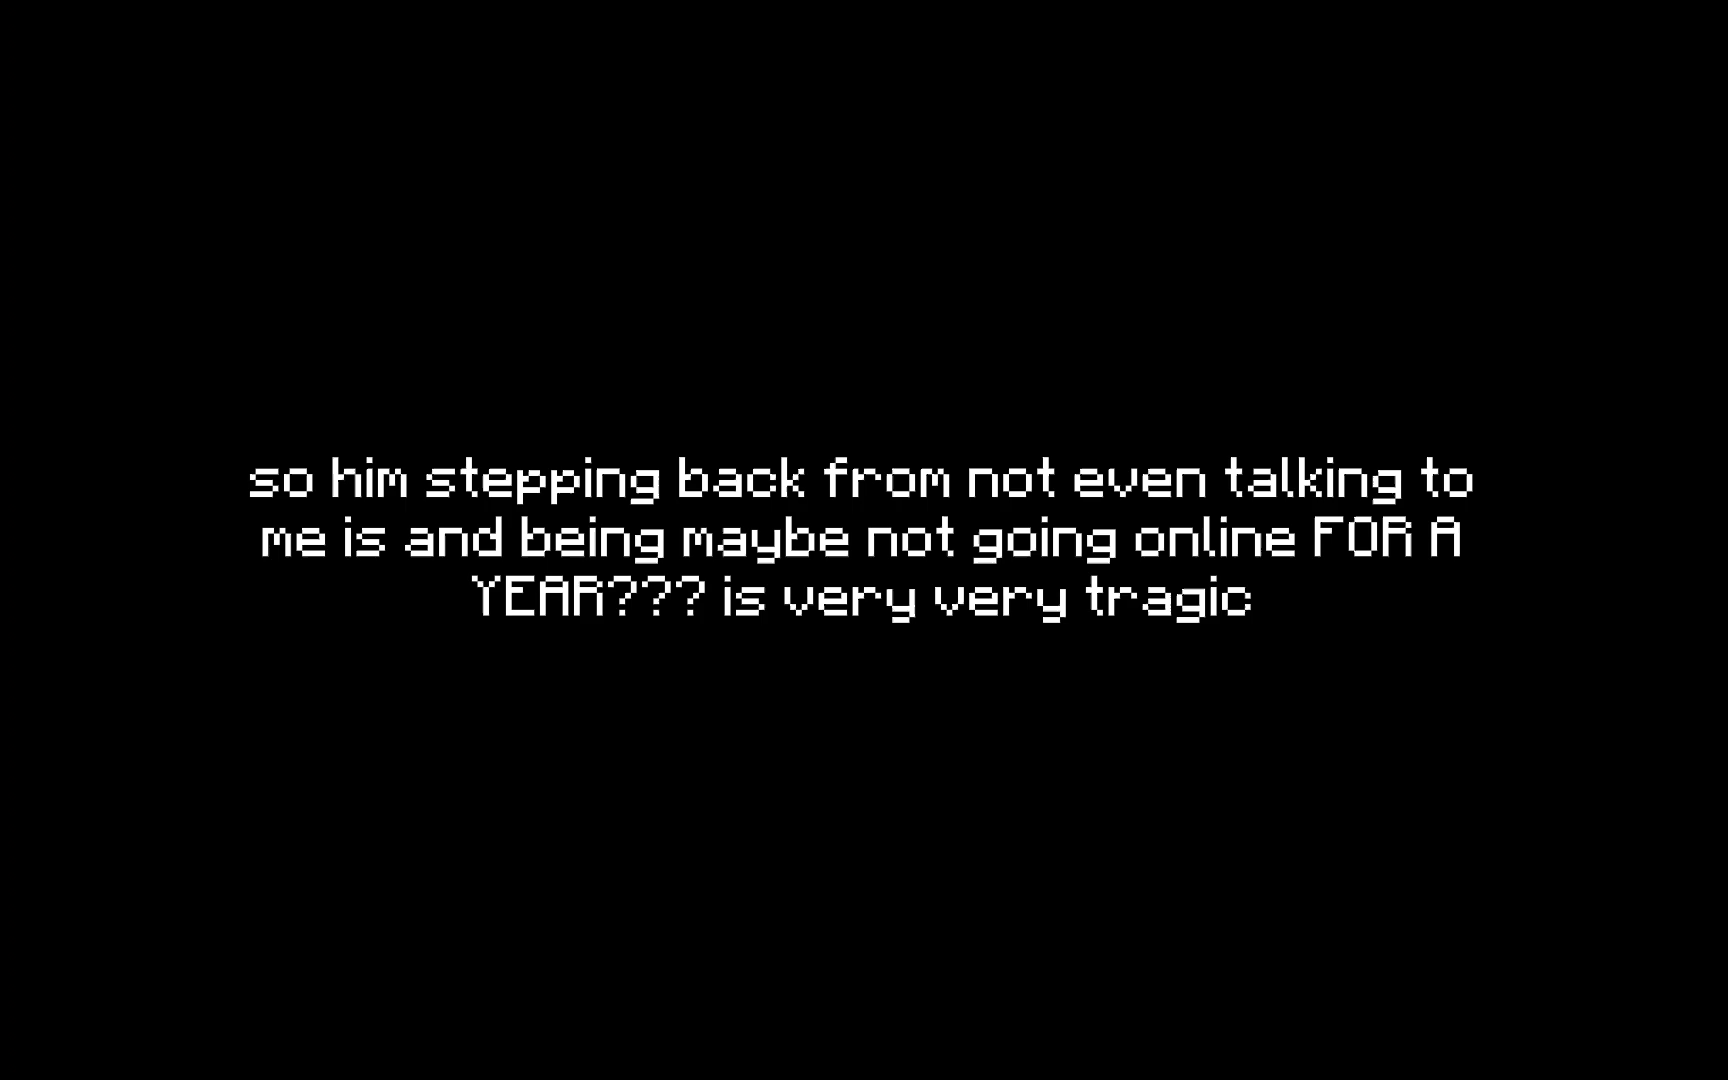 so him stepping back from not even talking to
me is and being maybe not going online FOR A
YEAR??? is very very tragic